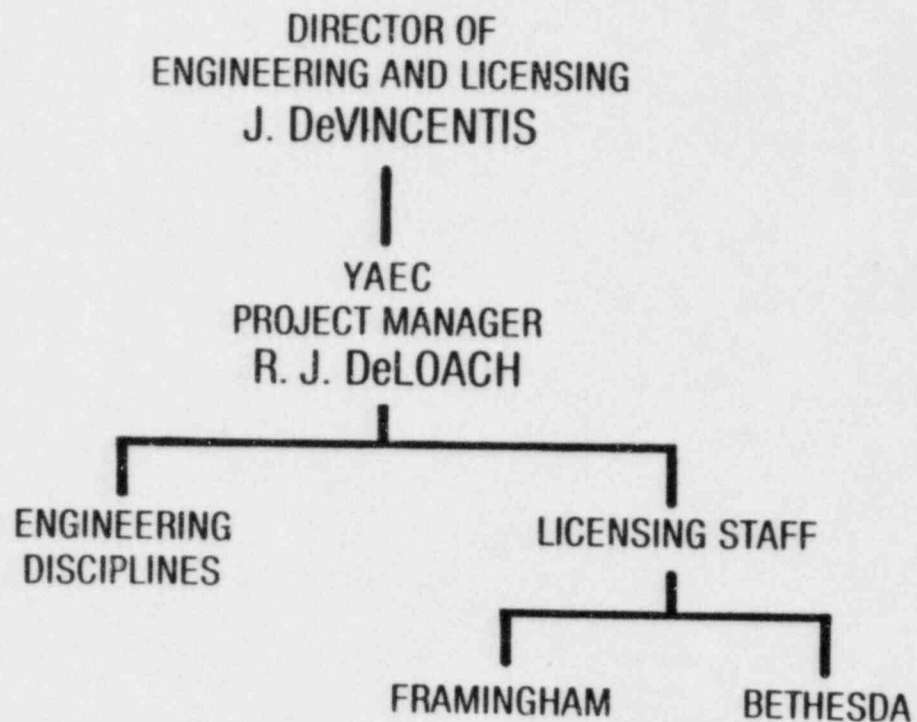 DIRECTOR OF
ENGINEERING AND LICENSING
J. DeVINCENTIS
YAEC
PROJECT MANAGER
R. J. DeLOACH
ENGINEERING
DISCIPLINES
LICENSING STAFF
FRAMINGHAM
BETHESDA